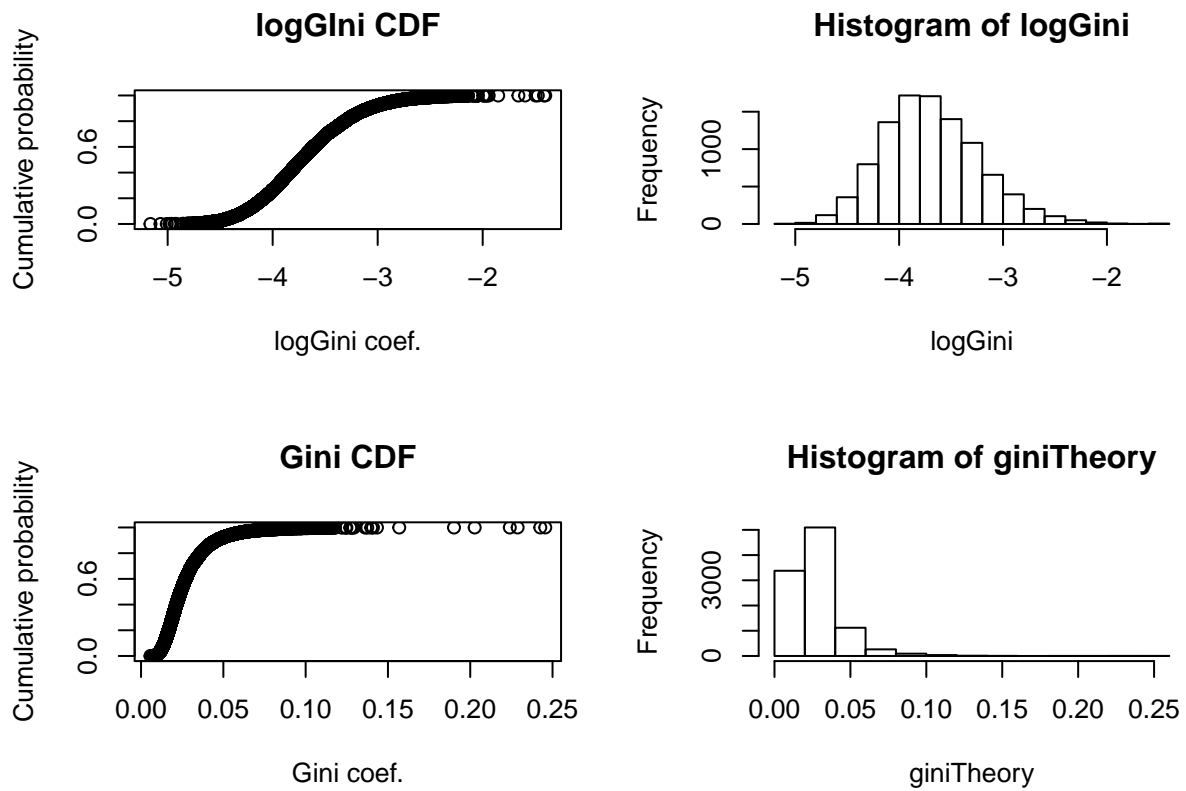 logGIni CDF
Cumulative probability
0.0 0.6
−5 −4 −3 −2
logGini coef.
Histogram of logGini
Frequency
0 1000
−5 −4 −3 −2
logGini
Gini CDF
Cumulative probability
0.0 0.6
0.00 0.05 0.10 0.15 0.20 0.25
Gini coef.
Histogram of giniTheory
Frequency
0 3000
0.00 0.05 0.10 0.15 0.20 0.25
giniTheory